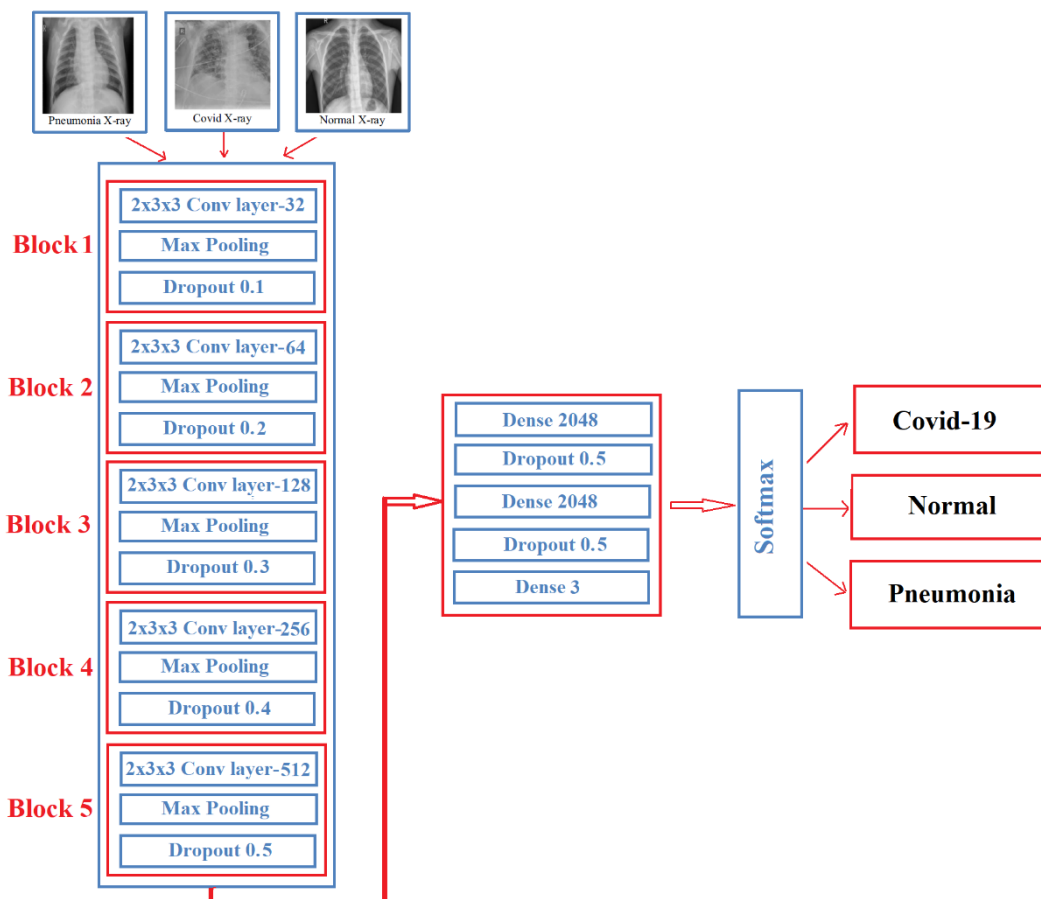 Pneumonia X-ray
Covid X-ray
Normal X-ray
Block 1
2x3x3 Conv layer-32
Max Pooling
Dropout 0.1
Block 2
2x3x3 Conv layer-64
Max Pooling
Dropout 0.2
Block 3
2x3x3 Conv layer-128
Max Pooling
Dropout 0.3
Block 4
2x3x3 Conv layer-256
Max Pooling
Dropout 0.4
Block 5
2x3x3 Conv layer-512
Max Pooling
Dropout 0.5
Dense 2048
Dropout 0.5
Dense 2048
Dropout 0.5
Dense 3
Softmax
Covid-19
Normal
Pneumonia